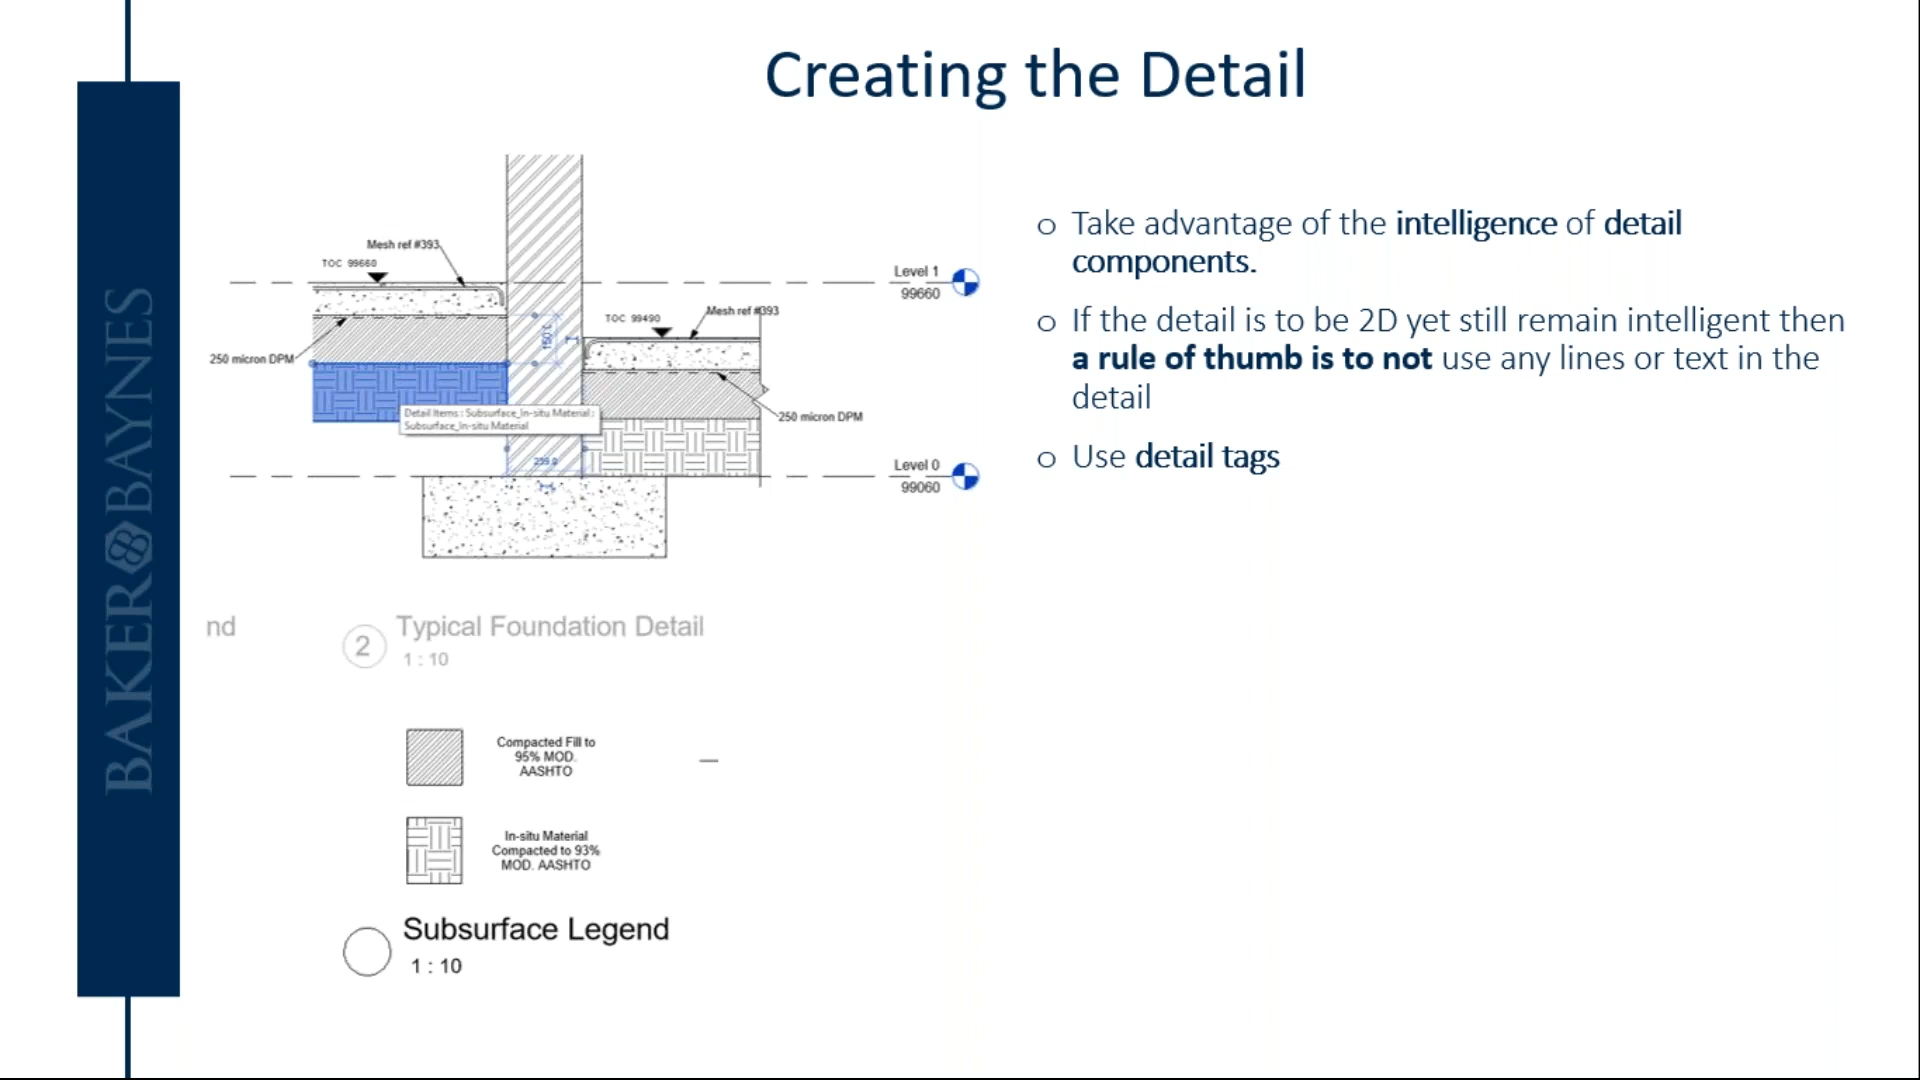 Creating the Detail
BAKER BAYNES
Mesh ref #393
TOC 99660
Level 1
99660
TOC 99490
Mesh ref #393
150.0
250 micron DPM
Detail Items : Subsurface_In-situ Material :
Subsurface_In-situ Material
250 micron DPM
Level 0
99060
nd
2
Typical Foundation Detail
1 : 10
Compacted Fill to
95% MOD.
AASHTO
In-situ Material
Compacted to 93%
MOD. AASHTO
Subsurface Legend
1 : 10
o Take advantage of the intelligence of detail
components.
o If the detail is to be 2D yet still remain intelligent then
a rule of thumb is to not use any lines or text in the
detail
o Use detail tags